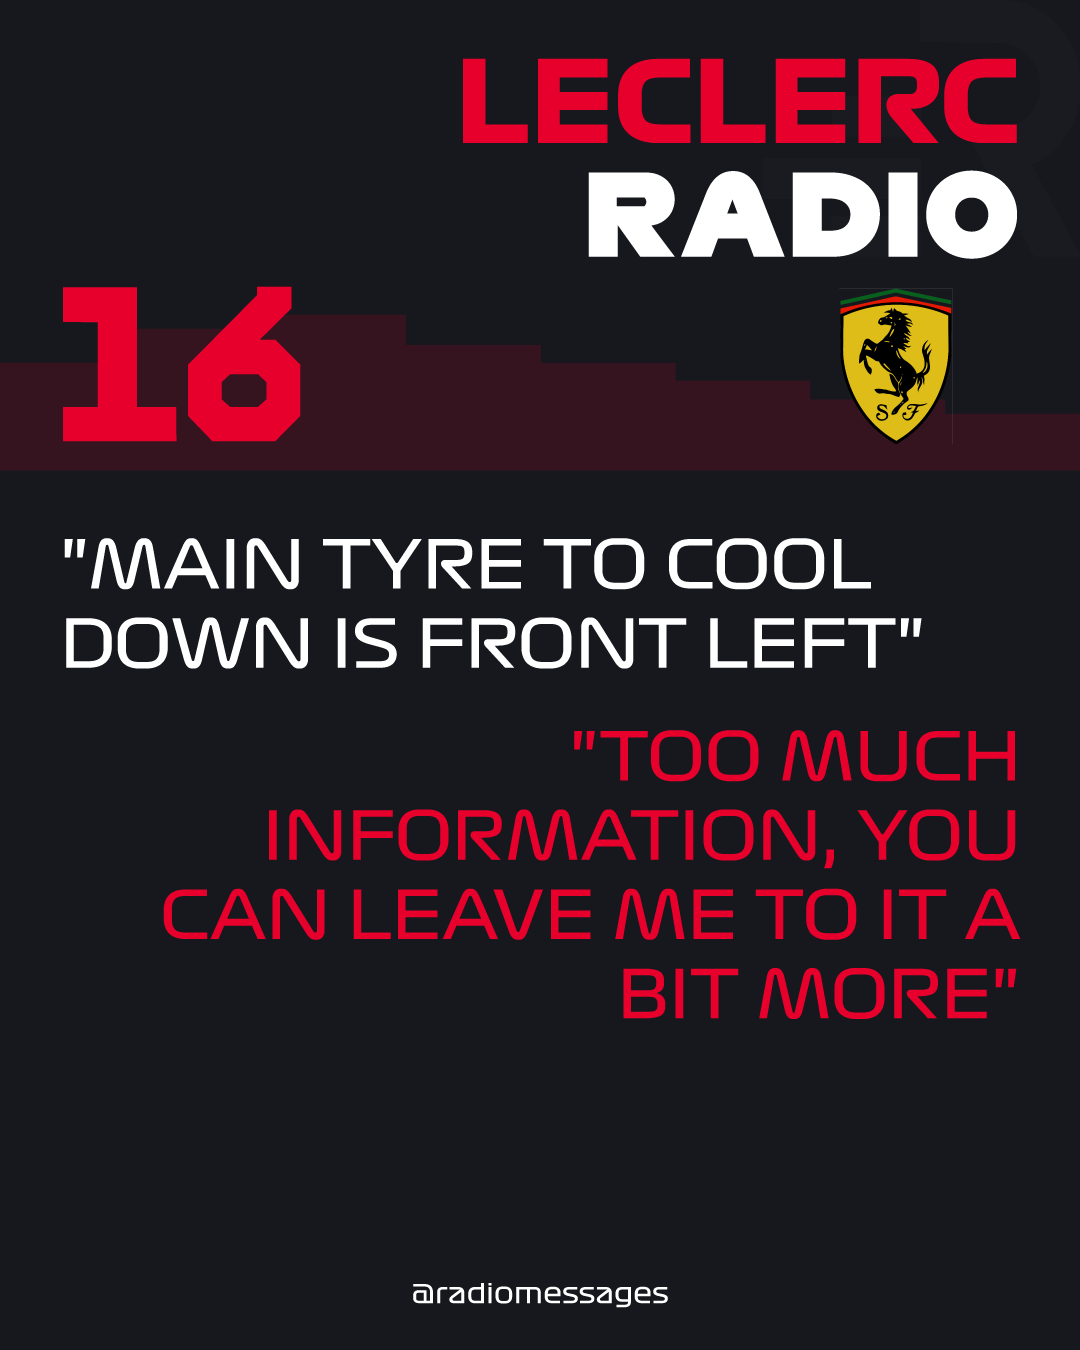 LECLERC
RADIO
16
S F
"MAIN TYRE TO COOL
DOWN IS FRONT LEFT"
"TOO MUCH
INFORMATION, YOU
CAN LEAVE ME TO IT A
BIT MORE"
@radiomessages